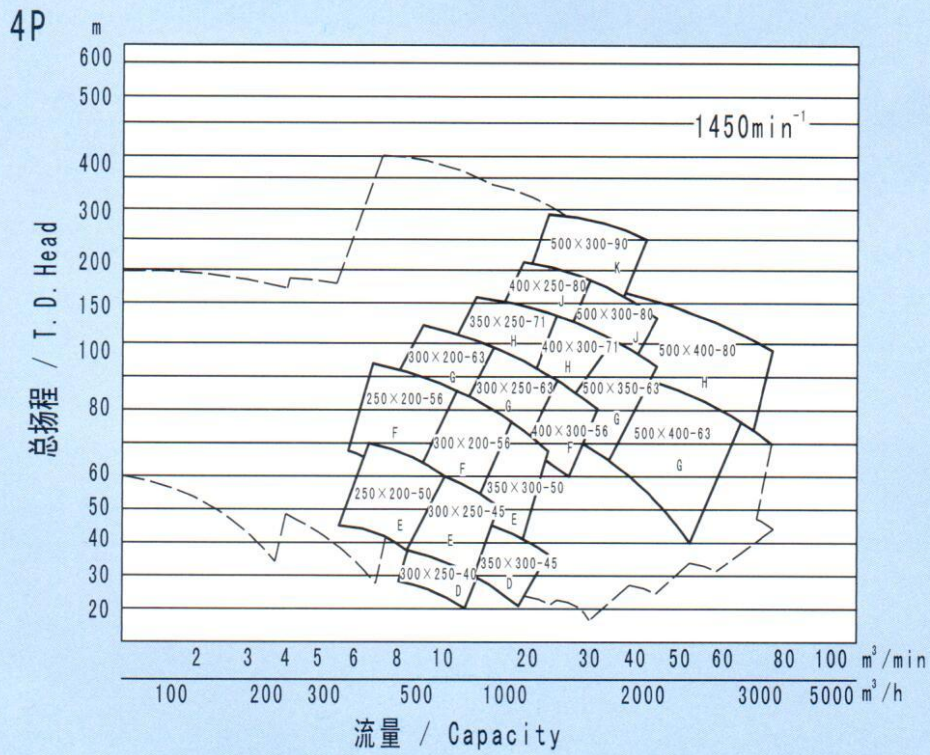 4P
m
600
500
400
300
200
150
100
80
60
50
40
30
20
总扬程 / T.D.Head
1450min⁻¹
500×300-90
K
400×250-80
J
500×300-80
J
350×250-71
H
400×300-71
H
500×400-80
H
300×200-63
G
300×250-63
G
500×350-63
G
250×200-56
F
300×200-56
F
400×300-56
F
500×400-63
G
250×200-50
E
300×250-45
E
350×300-50
E
300×250-40
D
350×300-45
D
2 3 4 5 6 8 10 20 30 40 50 60 80 100 m³/min
100 200 300 500 1000 2000 3000 5000 m³/h
流量 / Capacity